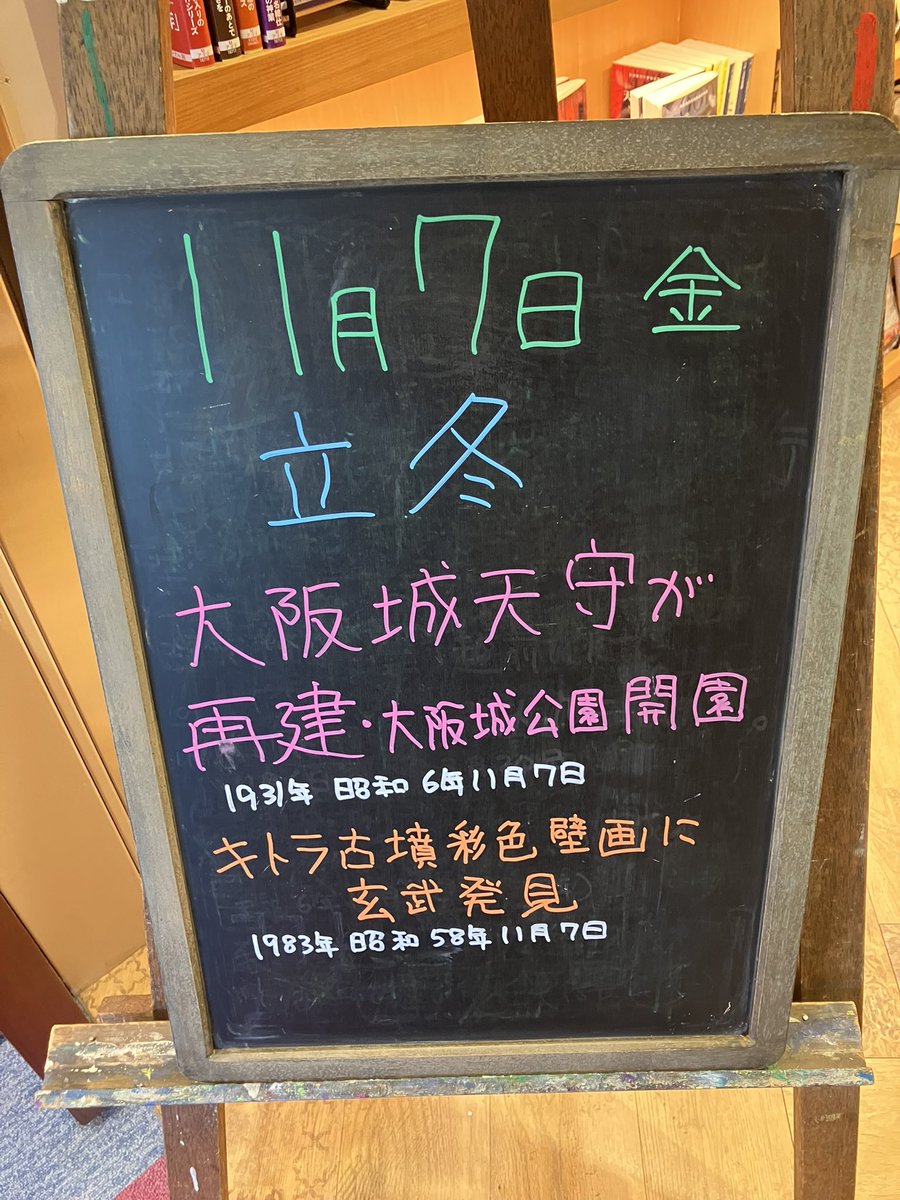 11月7日 金
立冬
大阪城天守が
再建・大阪城公園開園。
1931年 昭和 6年11月7日
キトラ古墳彩色壁画に
玄武発見
1983年 昭和 58年11月7日